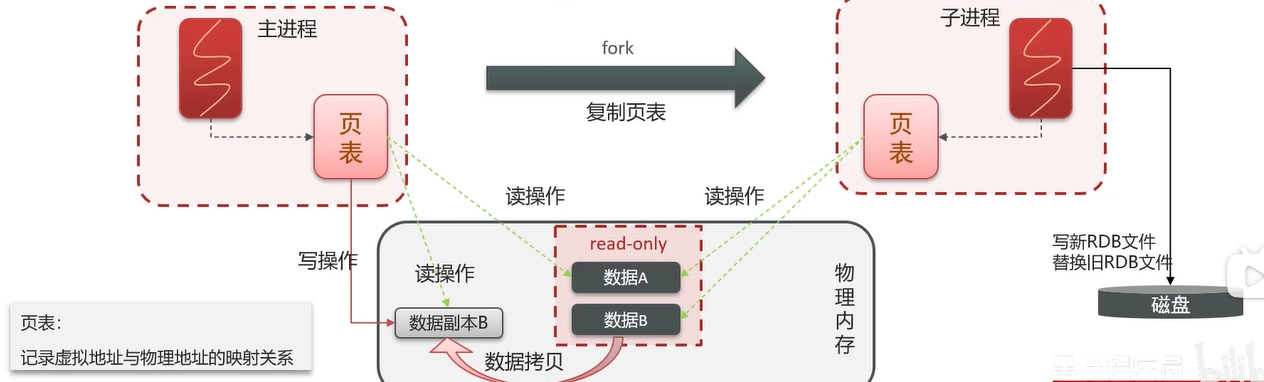 主进程
子进程
fork
复制页表
页
表
页
表
读操作
读操作
read-only
写操作
读操作
数据A
数据B
数据副本B
数据拷贝
物
理
内
存
写新RDB文件
替换旧RDB文件
磁盘
页表：
记录虚拟地址与物理地址的映射关系
bilibili